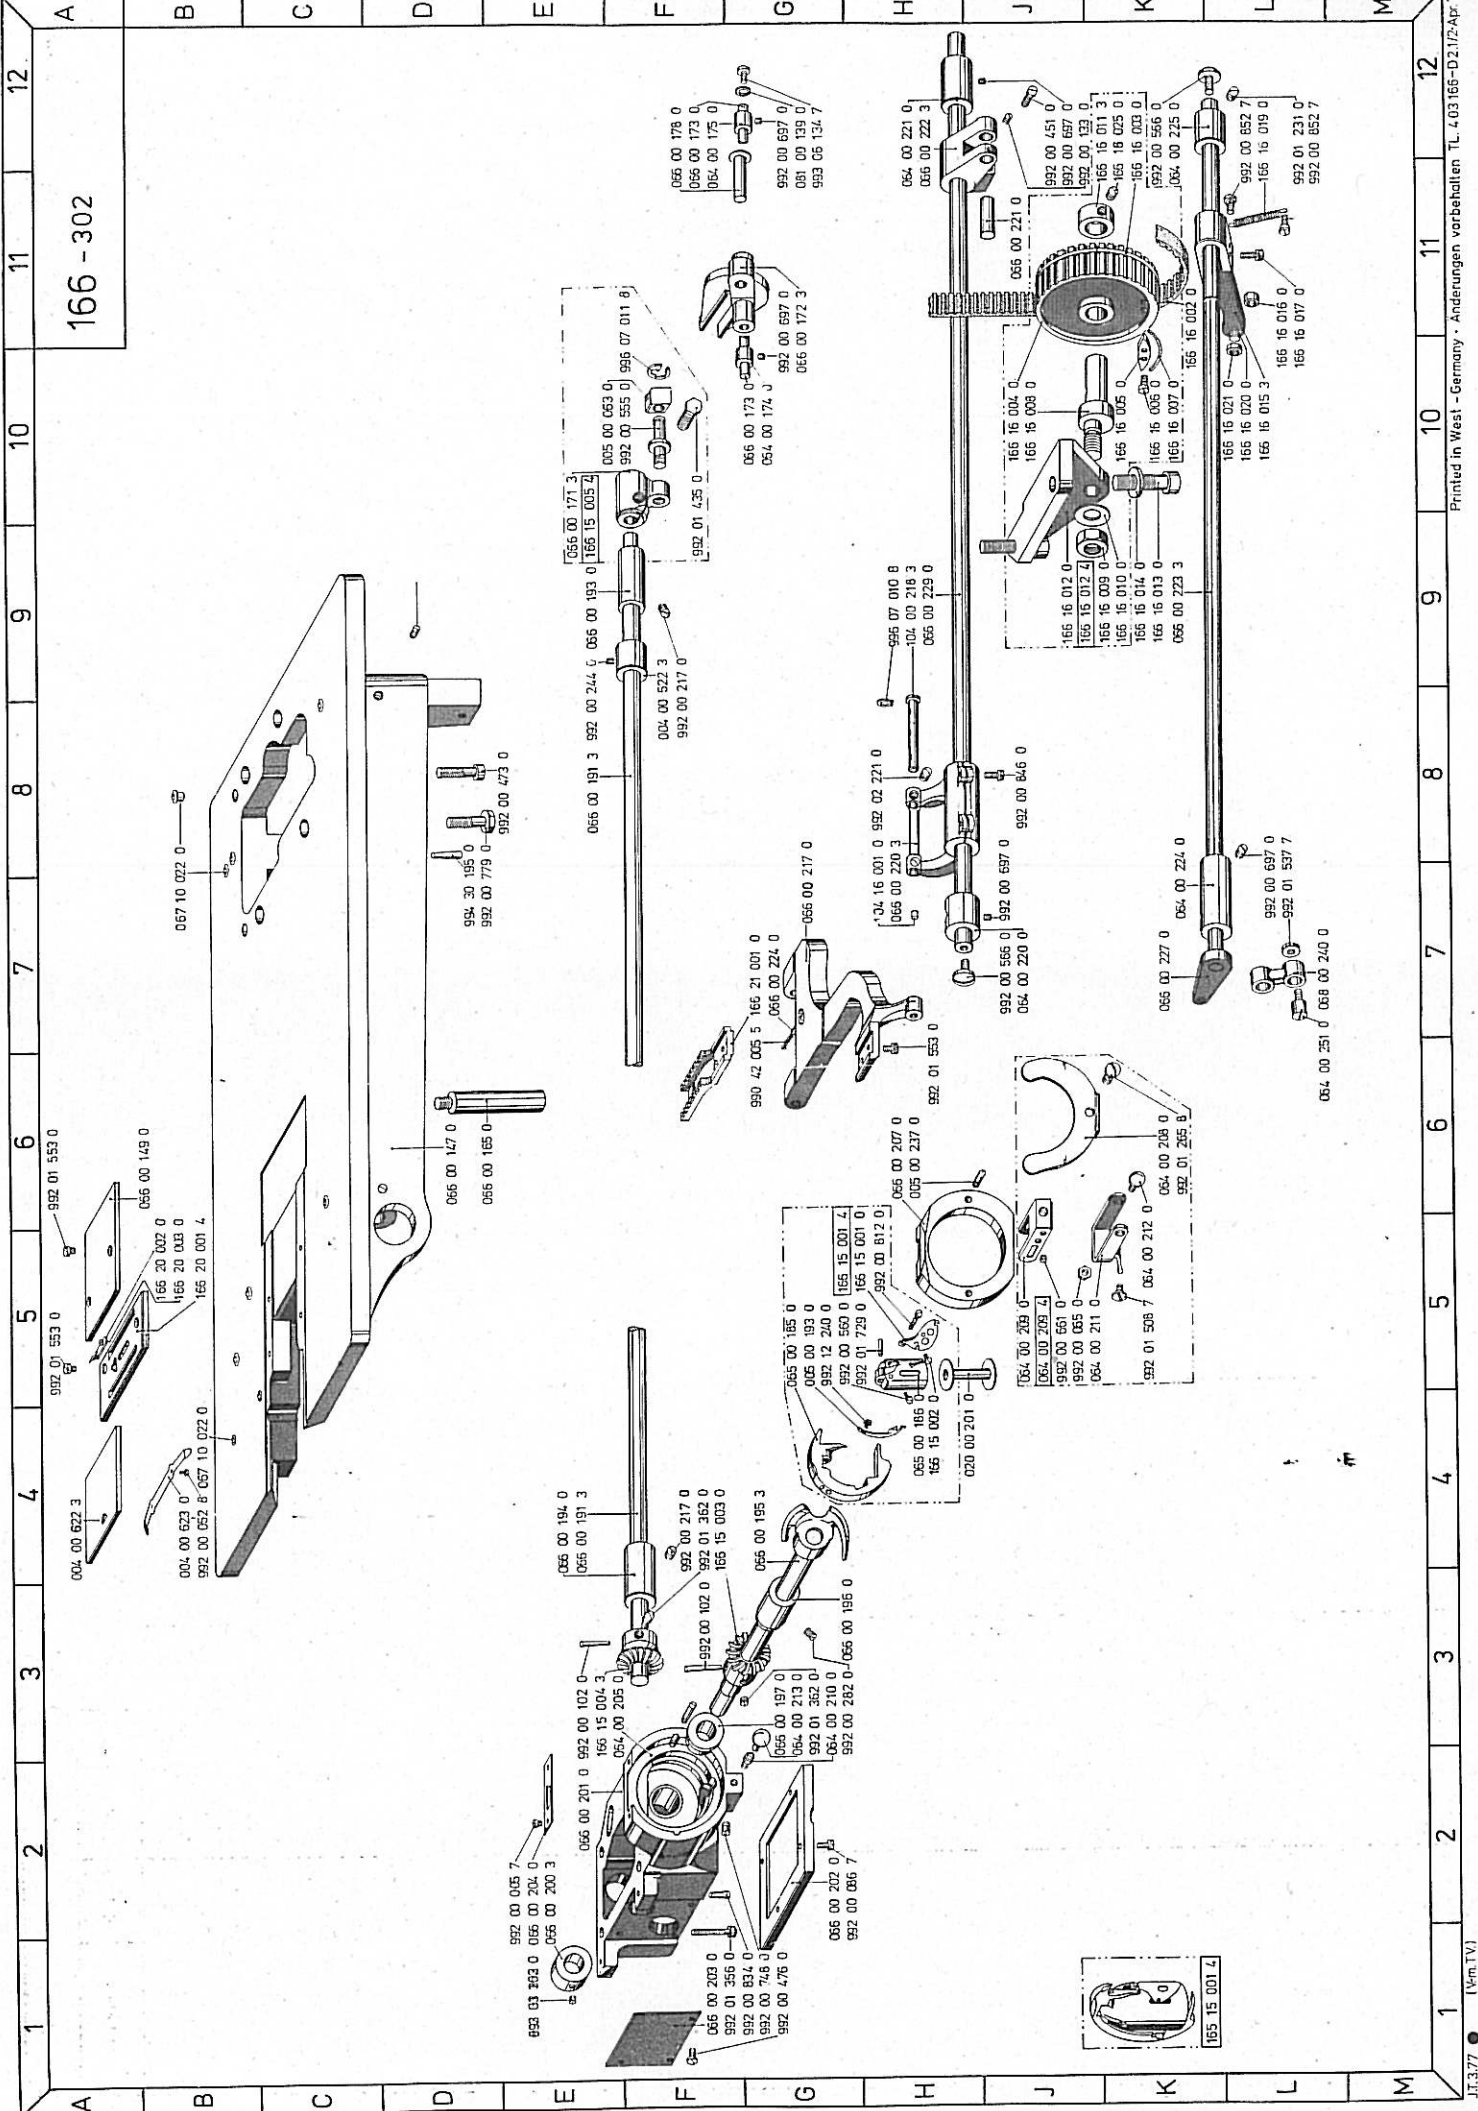 166 - 302
1 2 3 4 5 6 7 8 9 10 11 12
A
B
C
D
E
F
G
H
J
K
L
M
004 00 622 3
992 01 553 0
992 01 553 0
066 00 149 0
166 20 002 0
166 20 003 0
166 20 001 4
004 00 623 0
992 00 052 8
067 10 022 0
067 10 022 0
066 00 147 0
066 00 165 0
994 30 195 0
992 00 779 0
992 00 473 0
992 00 005 7
066 00 204 0
066 00 200 3
066 00 201 0
992 00 102 0
166 15 004 3
064 00 205 0
066 00 194 0
066 00 191 3
066 00 191 3
992 00 244 0
066 00 193 0
004 00 522 3
992 00 217 0
066 00 171 3
166 15 005 4
005 00 063 0
992 00 555 0
996 07 011 8
992 01 435 0
066 00 178 0
066 00 173 0
064 00 175 0
992 00 697 0
081 00 139 0
993 06 134 7
066 00 173 0
064 00 174 0
992 00 697 0
066 00 172 3
066 00 203 0
992 01 356 0
992 00 834 0
992 00 748 0
992 00 476 0
066 00 202 0
992 00 086 7
066 00 197 0
064 00 213 0
992 01 362 0
064 00 210 0
992 00 282 0
992 00 102 0
992 00 217 0
992 01 362 0
166 15 003 0
066 00 195 3
066 00 196 0
066 00 185 0
005 00 193 0
992 12 240 0
992 00 560 0
992 01 729 0
166 15 001 4
166 15 001 0
992 00 612 0
066 00 186 0
166 15 002 0
020 00 201 0
066 00 207 0
005 00 237 0
990 42 005 5
166 21 001 0
066 00 224 0
066 00 217 0
992 01 553 0
104 16 001 0
066 00 220 3
992 02 221 0
996 07 010 8
104 00 218 3
066 00 229 0
992 00 566 0
064 00 220 0
992 00 697 0
992 00 846 0
064 00 221 0
066 00 222 3
066 00 221 0
992 00 451 0
992 00 697 0
992 00 133 0
166 16 011 3
166 16 025 0
166 16 003 0
992 00 566 0
064 00 225 0
166 16 004 0
166 16 008 0
166 16 005 0
166 16 006 0
166 16 007 0
166 16 002 0
166 16 012 0
166 16 012 4
166 16 009 0
166 16 010 0
166 16 014 0
166 16 013 0
066 00 223 3
064 00 209 0
064 00 209 4
992 00 661 0
992 00 065 0
064 00 211 0
992 01 508 7
064 00 212 0
064 00 208 0
992 01 265 8
066 00 227 0
064 00 224 0
992 00 697 0
992 01 537 7
064 00 251 0
068 00 240 0
166 16 021 0
166 16 020 0
166 16 015 3
166 16 016 0
166 16 017 0
992 00 852 7
166 16 019 0
992 01 231 0
992 00 852 7
165 15 001 4
J.T. 3.77
Printed in West - Germany · Änderungen vorbehalten